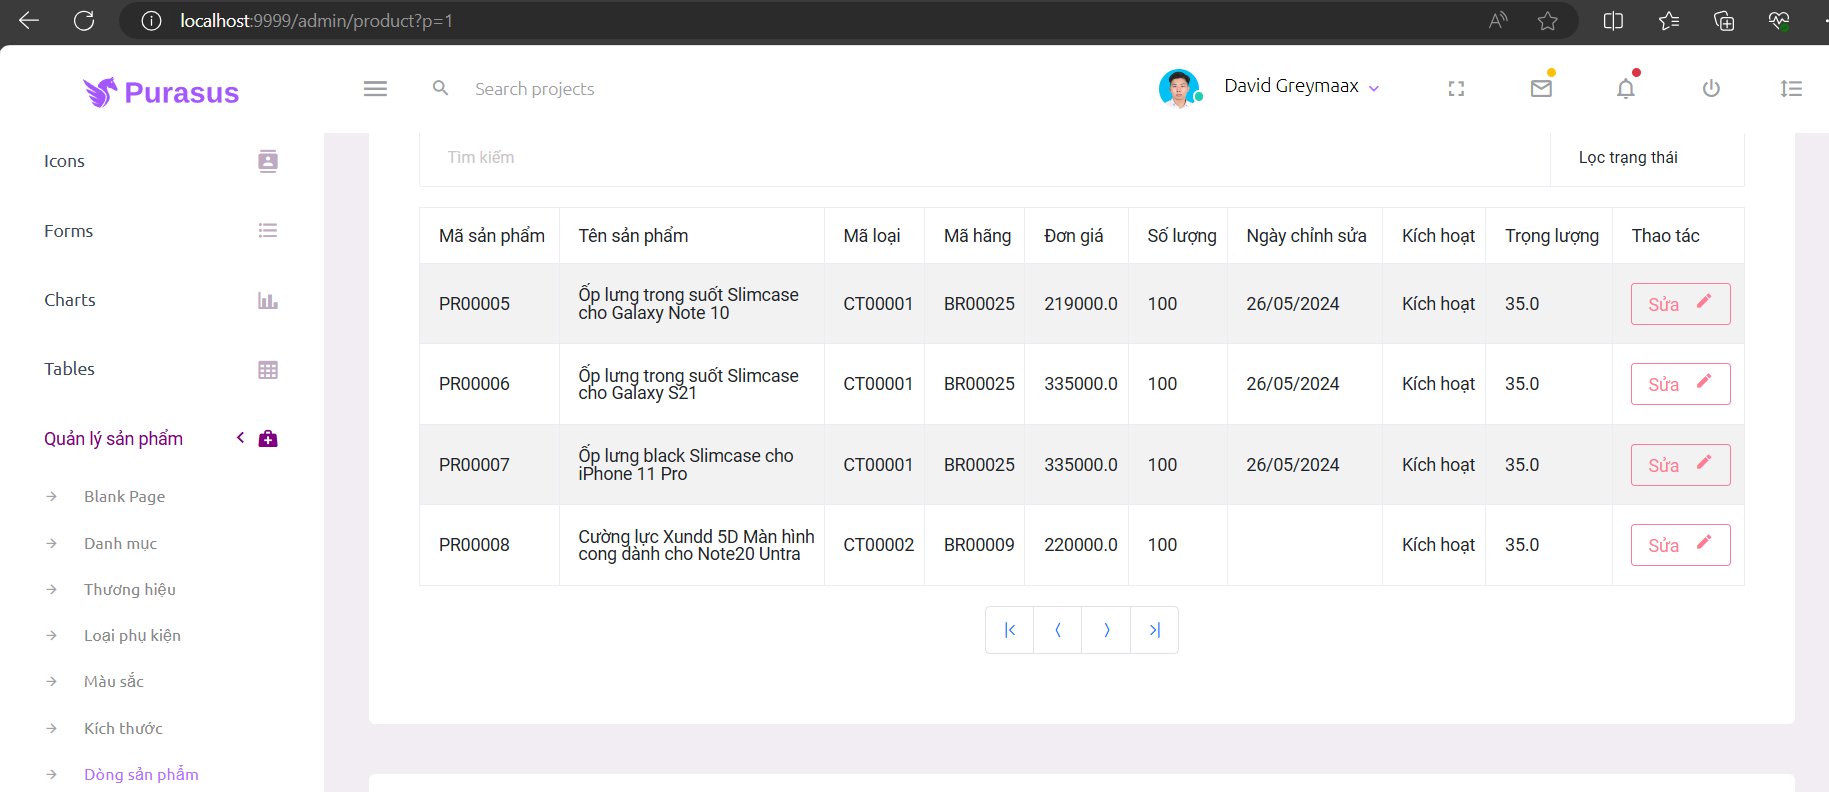 localhost:9999/admin/product?p=1
Purasus
Search projects
David Greymaax
Icons
Forms
Charts
Tables
Quản lý sản phẩm
Blank Page
Danh mục
Thương hiệu
Loại phụ kiện
Màu sắc
Kích thước
Dòng sản phẩm
Tìm kiếm
Lọc trạng thái
Mã sản phẩm Tên sản phẩm Mã loại Mã hãng Đơn giá Số lượng Ngày chỉnh sửa Kích hoạt Trọng lượng Thao tác
PR00005 Ốp lưng trong suốt Slimcase cho Galaxy Note 10 CT00001 BR00025 219000.0 100 26/05/2024 Kích hoạt 35.0 Sửa
PR00006 Ốp lưng trong suốt Slimcase cho Galaxy S21 CT00001 BR00025 335000.0 100 26/05/2024 Kích hoạt 35.0 Sửa
PR00007 Ốp lưng black Slimcase cho iPhone 11 Pro CT00001 BR00025 335000.0 100 26/05/2024 Kích hoạt 35.0 Sửa
PR00008 Cường lực Xundd 5D Màn hình cong dành cho Note20 Untra CT00002 BR00009 220000.0 100 Kích hoạt 35.0 Sửa